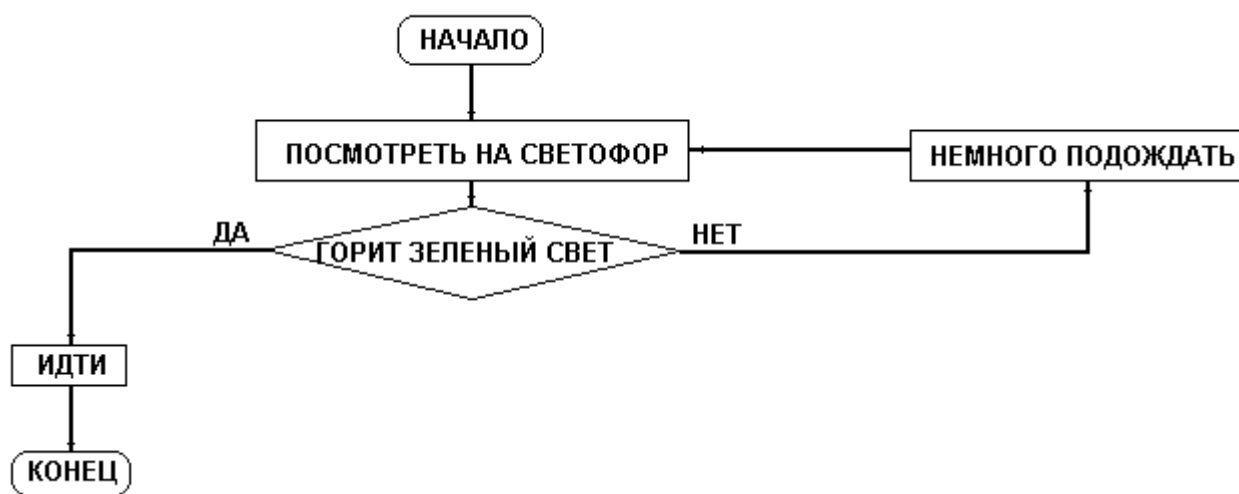 НАЧАЛО
ПОСМОТРЕТЬ НА СВЕТОФОР
НЕМНОГО ПОДОЖДАТЬ
ДА
ГОРИТ ЗЕЛЕНЫЙ СВЕТ
НЕТ
ИДТИ
КОНЕЦ